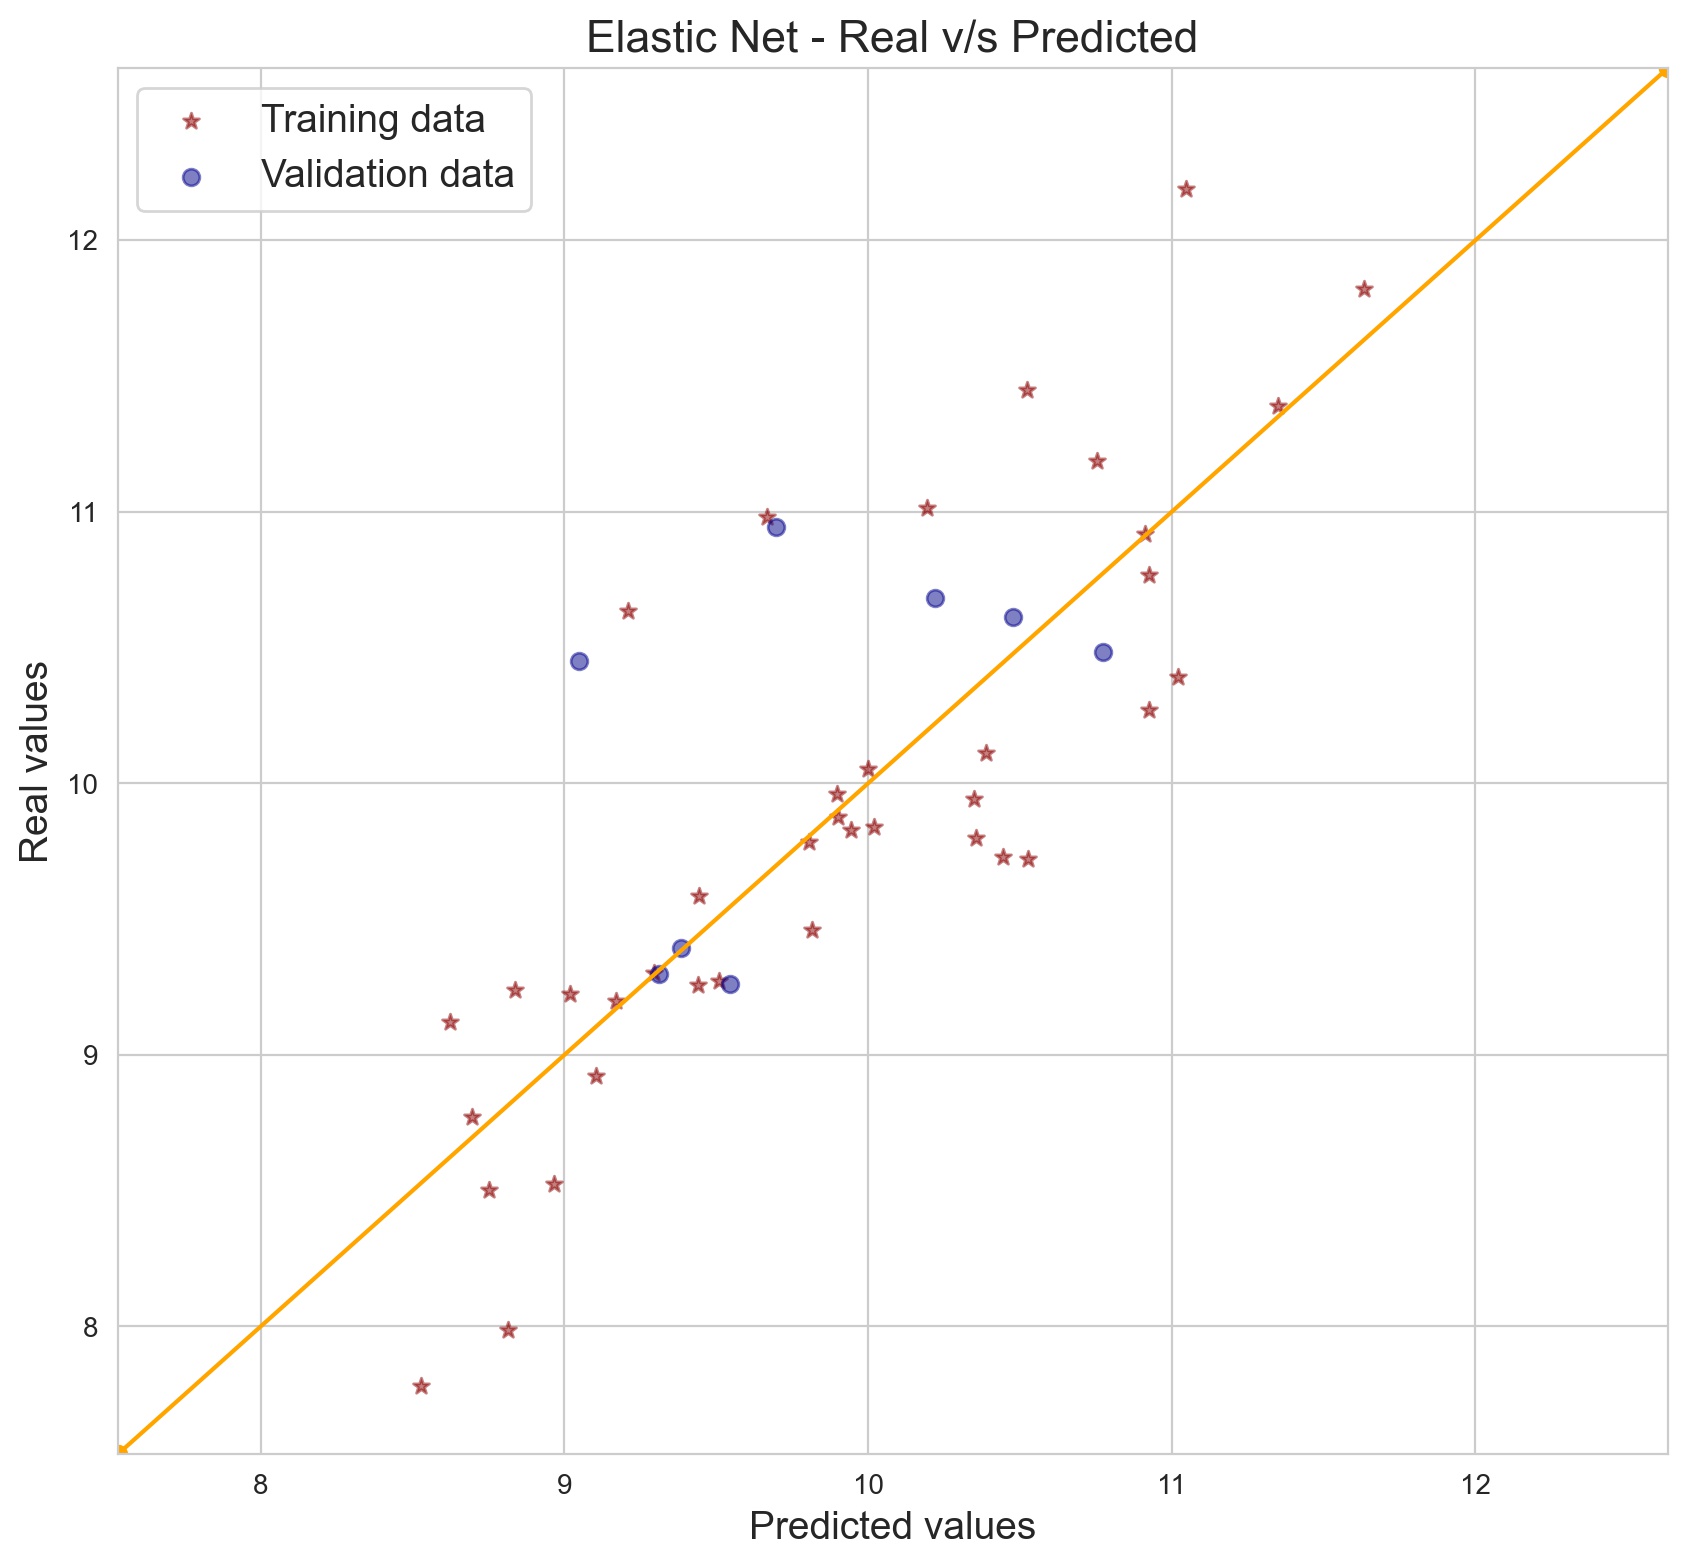 Elastic Net - Real v/s Predicted
Training data
Validation data
12
11
10
9
8
Real values
8
9
10
11
12
Predicted values